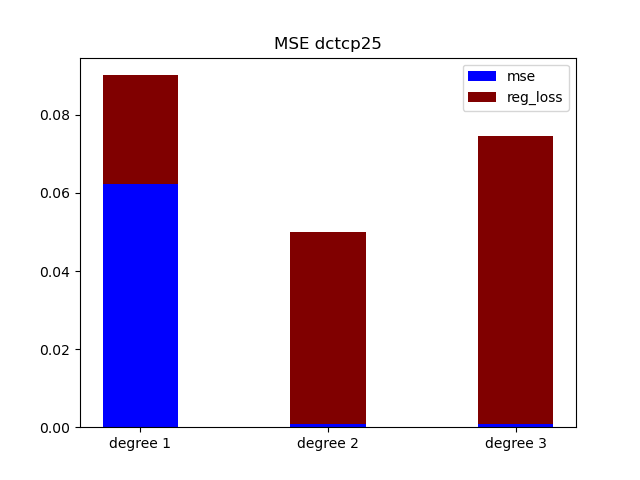 MSE dctcp25
mse
reg_loss
0.08
0.06
0.04
0.02
0.00
degree 1
degree 2
degree 3